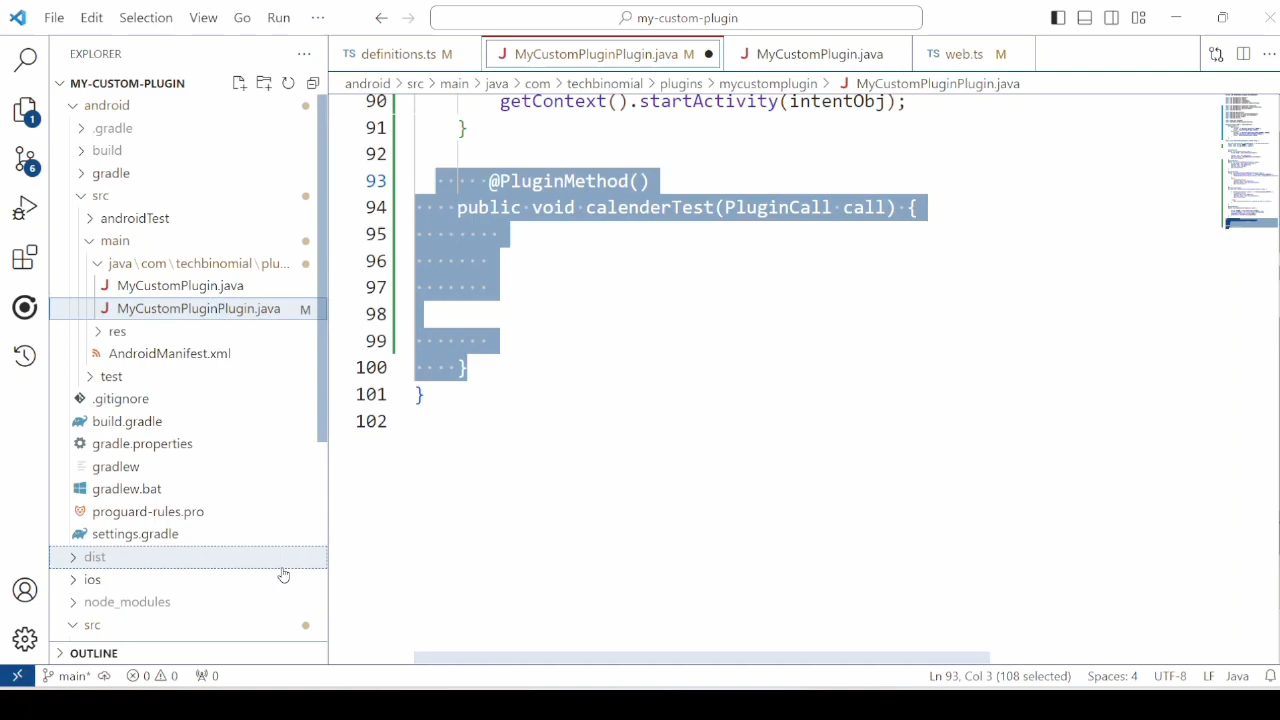 File Edit Selection View Go Run ··· my-custom-plugin
EXPLORER ···
MY-CUSTOM-PLUGIN
android
.gradle
build
gradle
src
androidTest
main
java\com\techbinomial\plu...
MyCustomPlugin.java
MyCustomPluginPlugin.java M
res
AndroidManifest.xml
test
.gitignore
build.gradle
gradle.properties
gradlew
gradlew.bat
proguard-rules.pro
settings.gradle
dist
ios
node_modules
src
OUTLINE
1
6
TS definitions.ts M J MyCustomPluginPlugin.java M ● J MyCustomPlugin.java TS web.ts M
android > src > main > java > com > techbinomial > plugins > mycustomplugin > J MyCustomPluginPlugin.java
90 getContext().startActivity(intentObj);
91 }
92
93 @PluginMethod()
94 public void calenderTest(PluginCall call) {
95
96
97
98
99
100 }
101 }
102
main* 0 0 0 Ln 93, Col 3 (108 selected) Spaces: 4 UTF-8 LF Java